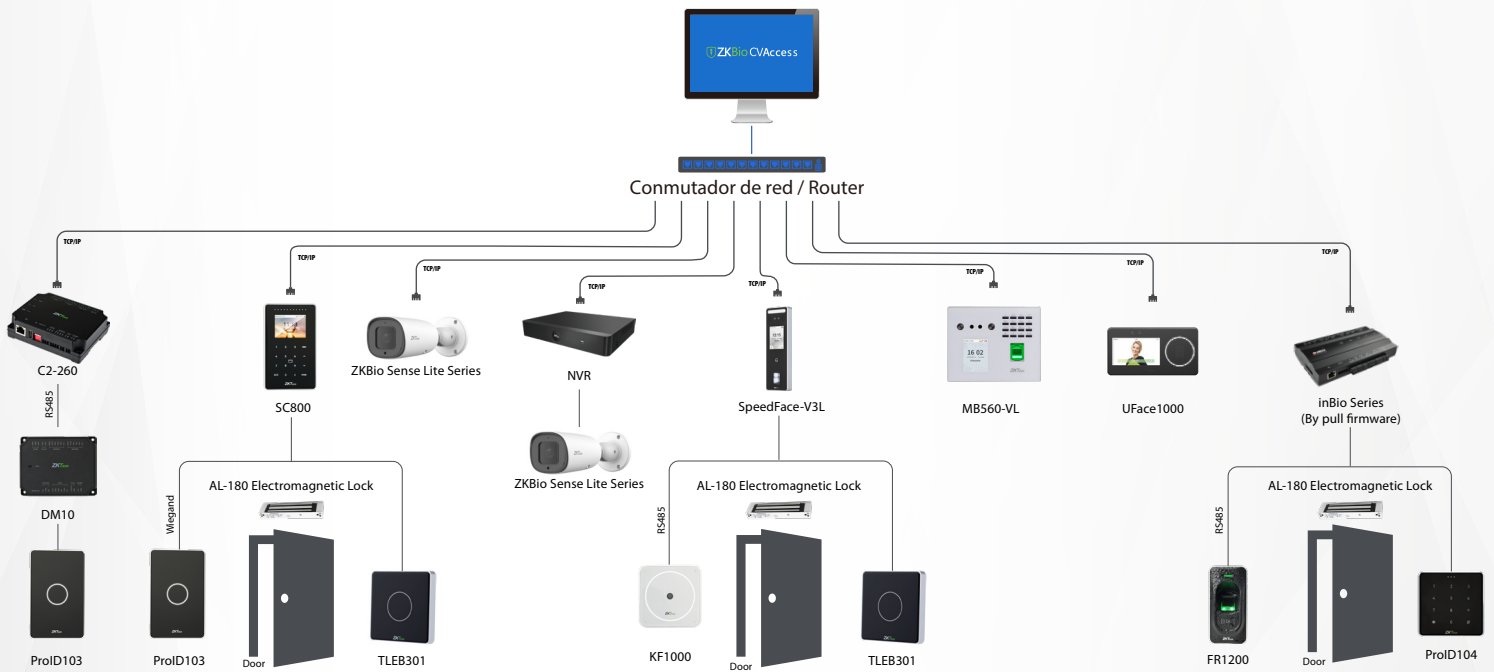 ZKBio CVAccess
Conmutador de red / Router
TCP/IP
TCP/IP
TCP/IP
TCP/IP
TCP/IP
TCP/IP
TCP/IP
TCP/IP
C2-260
SC800
ZKBio Sense Lite Series
NVR
SpeedFace-V3L
16 02
MB560-VL
UFace1000
inBio Series
(By pull firmware)
RS485
DM10
ProID103
Wiegand
AL-180 Electromagnetic Lock
ProID103
Door
TLEB301
ZKBio Sense Lite Series
RS485
AL-180 Electromagnetic Lock
KF1000
Door
TLEB301
RS485
AL-180 Electromagnetic Lock
FR1200
Door
ProID104